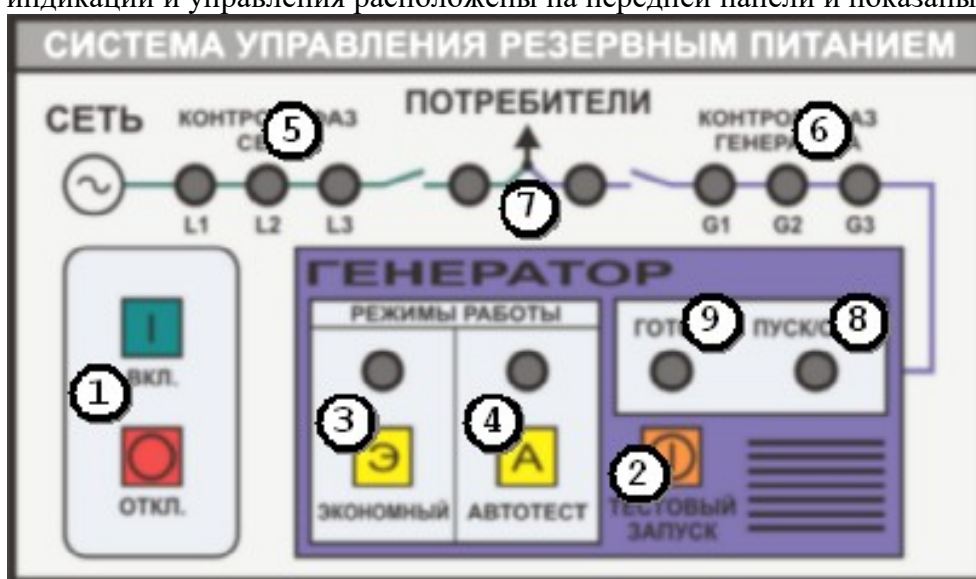 индикации и управления расположены на передней панели и показаны
СИСТЕМА УПРАВЛЕНИЯ РЕЗЕРВНЫМ ПИТАНИЕМ
СЕТЬ
ПОТРЕБИТЕЛИ
5
6
7
L1 L2 L3
G1 G2 G3
ГЕНЕРАТОР
РЕЖИМЫ РАБОТЫ
9
8
I
ВКЛ.
1
ОТКЛ.
3
Э
ЭКОНОМНЫЙ
4
А
АВТОТЕСТ
2
ТЕСТОВЫЙ
ЗАПУСК